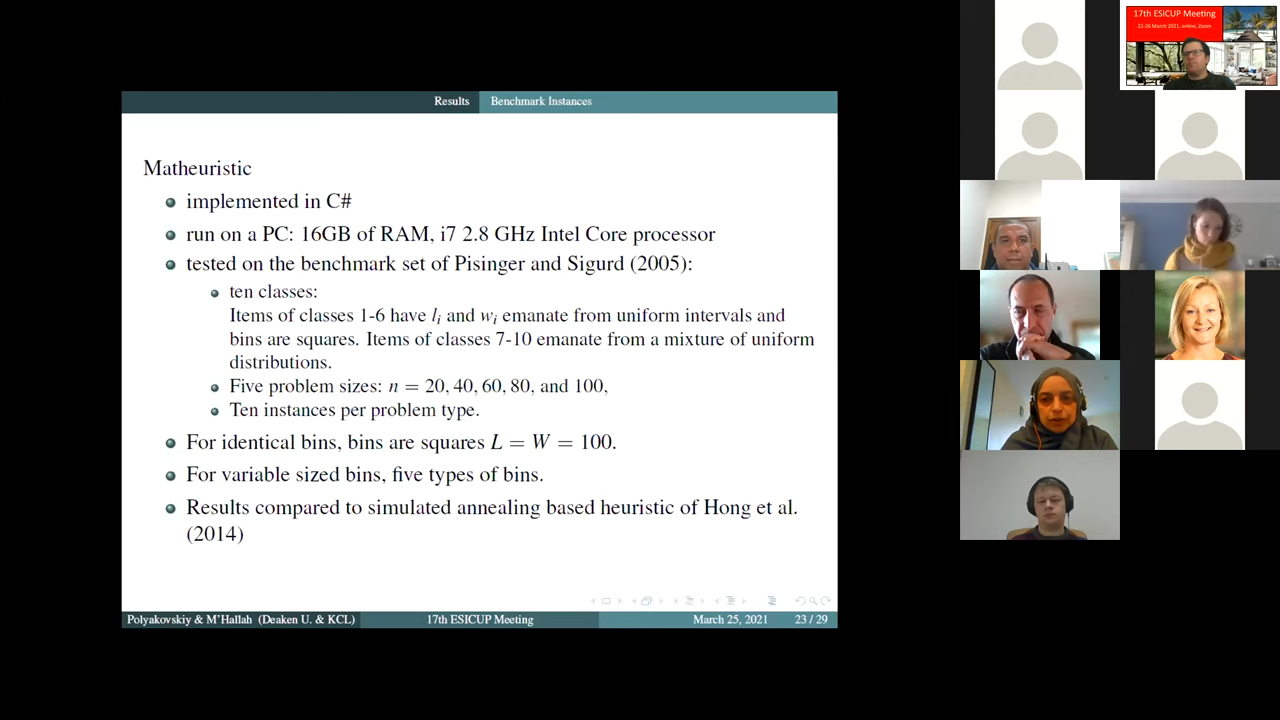 Results Benchmark Instances
Matheuristic
implemented in C#
run on a PC: 16GB of RAM, i7 2.8 GHz Intel Core processor
tested on the benchmark set of Pisinger and Sigurd (2005):
ten classes:
Items of classes 1-6 have lᵢ and wᵢ emanate from uniform intervals and
bins are squares. Items of classes 7-10 emanate from a mixture of uniform
distributions.
Five problem sizes: n = 20, 40, 60, 80, and 100,
Ten instances per problem type.
For identical bins, bins are squares L = W = 100.
For variable sized bins, five types of bins.
Results compared to simulated annealing based heuristic of Hong et al.
(2014)
Polyakovskiy & M'Hallah (Deaken U. & KCL) 17th ESICUP Meeting March 25, 2021 23 / 29
17th ESICUP Meeting
22-26 March 2021, online, Zoom